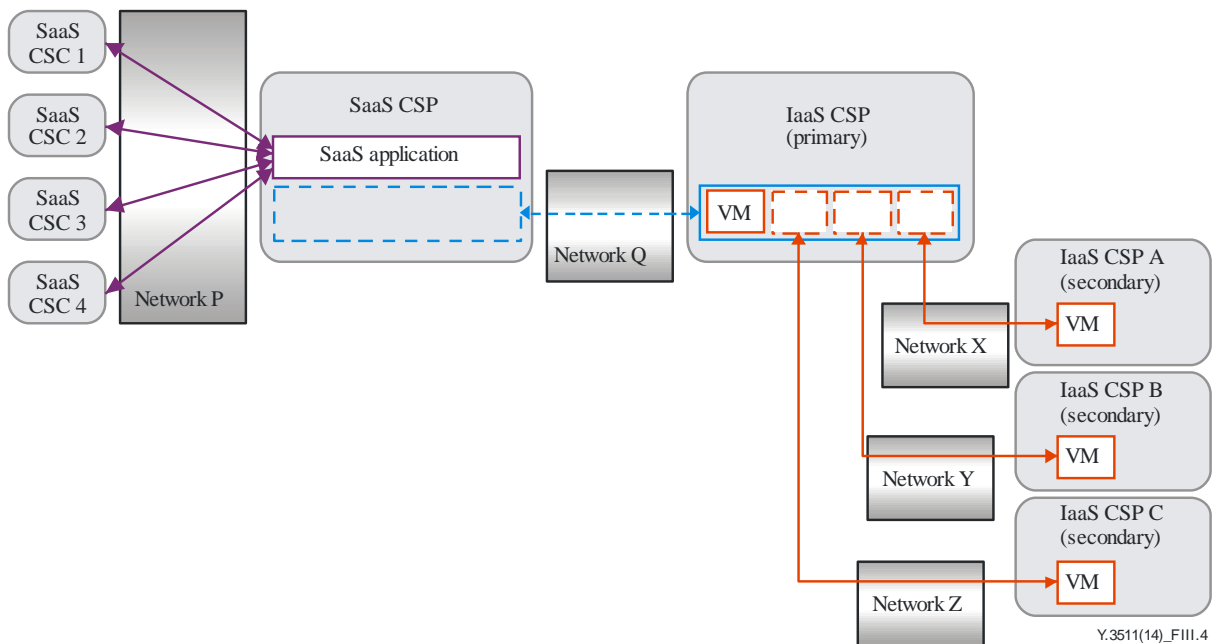 SaaS
CSC 1
SaaS
CSC 2
SaaS
CSC 3
SaaS
CSC 4
Network P
SaaS CSP
SaaS application
Network Q
IaaS CSP
(primary)
VM
IaaS CSP A
(secondary)
VM
Network X
IaaS CSP B
(secondary)
VM
Network Y
IaaS CSP C
(secondary)
VM
Network Z
Y.3511(14)_FIII.4